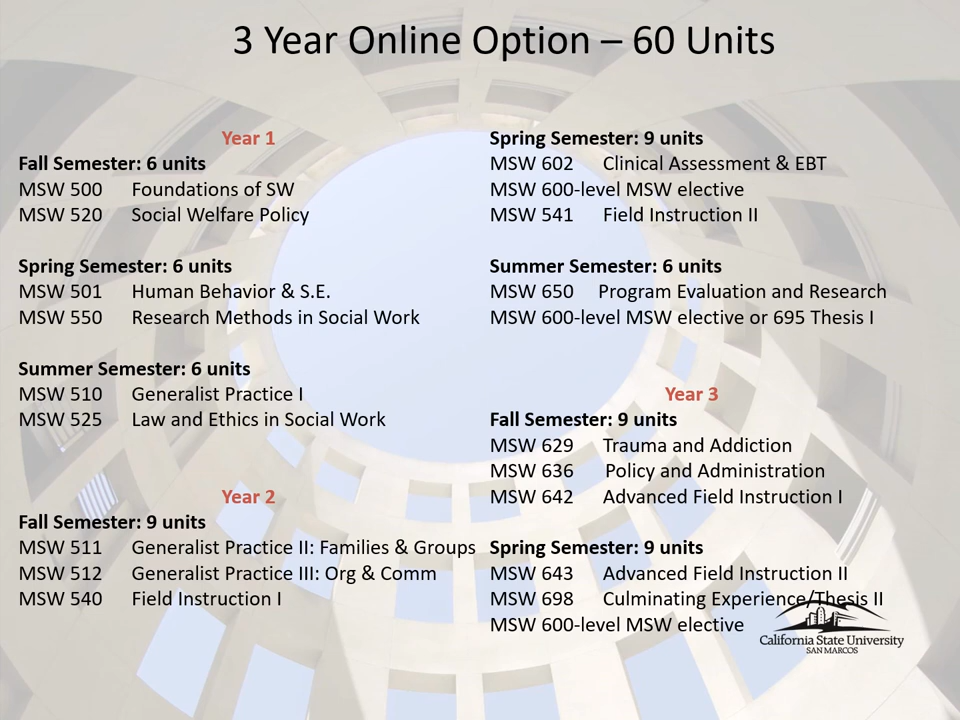 3 Year Online Option – 60 Units
Year 1
Fall Semester: 6 units
MSW 500 Foundations of SW
MSW 520 Social Welfare Policy
Spring Semester: 6 units
MSW 501 Human Behavior & S.E.
MSW 550 Research Methods in Social Work
Summer Semester: 6 units
MSW 510 Generalist Practice I
MSW 525 Law and Ethics in Social Work
Year 2
Fall Semester: 9 units
MSW 511 Generalist Practice II: Families & Groups
MSW 512 Generalist Practice III: Org & Comm
MSW 540 Field Instruction I
Spring Semester: 9 units
MSW 602 Clinical Assessment & EBT
MSW 600-level MSW elective
MSW 541 Field Instruction II
Summer Semester: 6 units
MSW 650 Program Evaluation and Research
MSW 600-level MSW elective or 695 Thesis I
Year 3
Fall Semester: 9 units
MSW 629 Trauma and Addiction
MSW 636 Policy and Administration
MSW 642 Advanced Field Instruction I
Spring Semester: 9 units
MSW 643 Advanced Field Instruction II
MSW 698 Culminating Experience/Thesis II
MSW 600-level MSW elective
California State University
SAN MARCOS